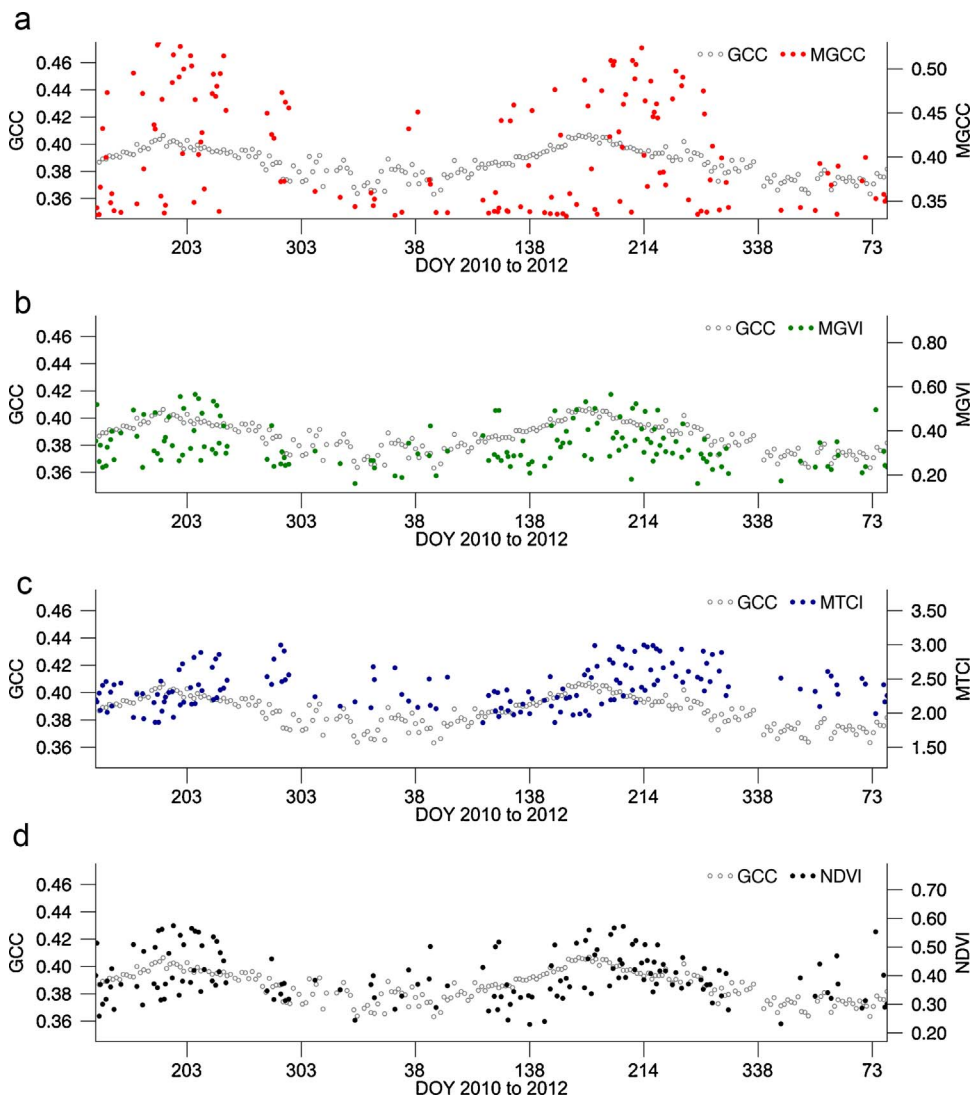 a
GCC MGCC
0.46
0.44
0.42
0.40
0.38
0.36
GCC
0.50
0.45
0.40
0.35
MGCC
203 303 38 138 214 338 73
DOY 2010 to 2012
b
GCC MGVI
0.46
0.44
0.42
0.40
0.38
0.36
GCC
0.80
0.60
0.40
0.20
MGVI
203 303 38 138 214 338 73
DOY 2010 to 2012
c
GCC MTCI
0.46
0.44
0.42
0.40
0.38
0.36
GCC
3.50
3.00
2.50
2.00
1.50
MTCI
203 303 38 138 214 338 73
DOY 2010 to 2012
d
GCC NDVI
0.46
0.44
0.42
0.40
0.38
0.36
GCC
0.70
0.60
0.50
0.40
0.30
0.20
NDVI
203 303 38 138 214 338 73
DOY 2010 to 2012